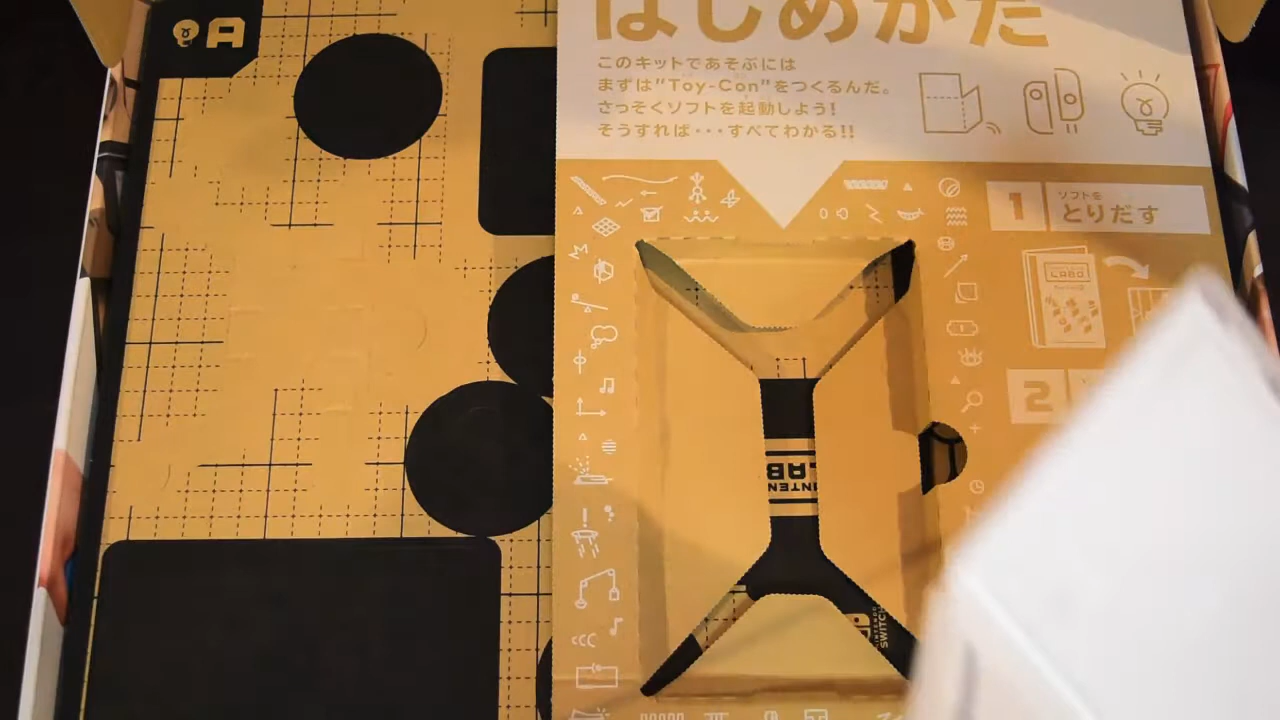 A
はじめかた
このキットであそぶには
まずは"Toy-Con"をつくるんだ。
さっそくソフトを起動しよう!
そうすれば・・・すべてわかる!!
1
ソフトを
とりだす
LABO
2
NINTEN
LAB
NINTENDO
SWITCH